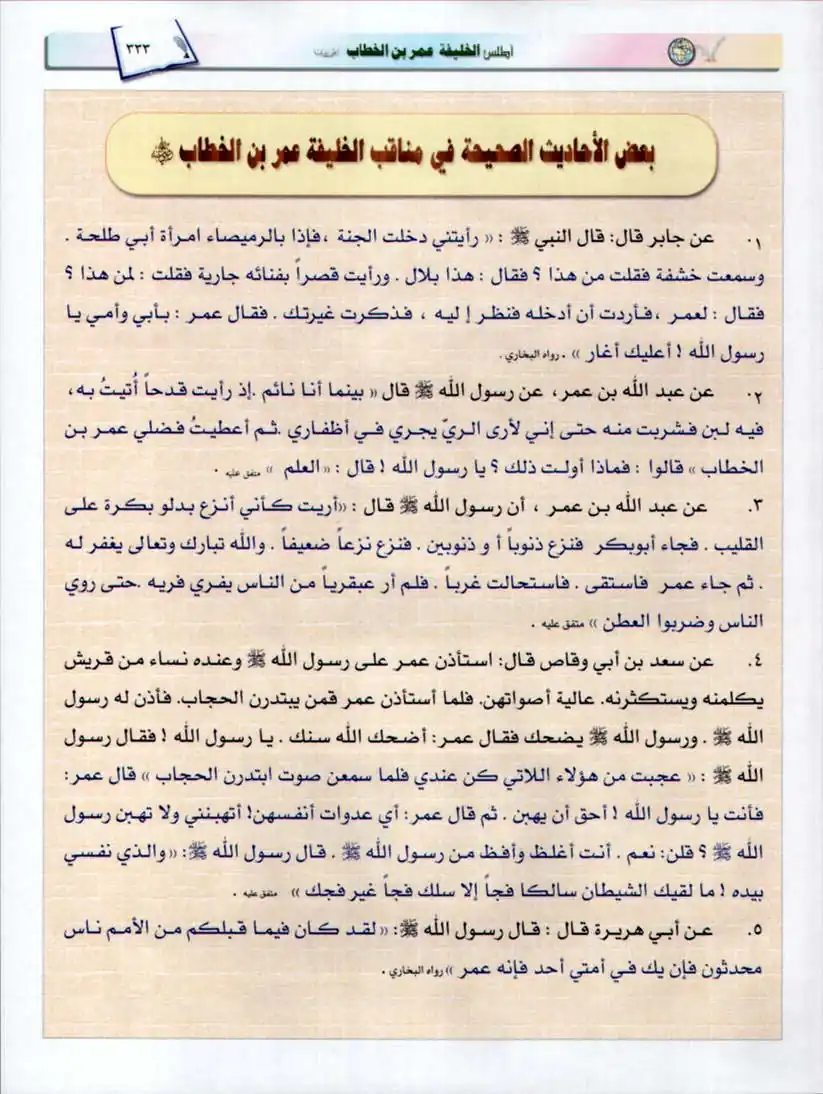 أطلس الخليفة عمر بن الخطاب
٣٣٣
بعض الأحاديث الصحيحة في مناقب الخليفة عمر بن الخطاب ﵁
٠١ عن جابر قال: قال النبي ﷺ : « رأيتني دخلت الجنة ، فإذا بالرميصاء امرأة أبي طلحة .
وسمعت خشفة فقلت من هذا ؟ فقال : هذا بلال . ورأيت قصراً بفنائه جارية فقلت : لمن هذا ؟
فقال : لعمر ، فأردت أن أدخله فنظر إ ليه ، فذكرت غيرتك . فقال عمر : بأبي وأمي يا
رسول الله ! أعليك أغار » . رواه البخاري .
٠٢ عن عبد الله بن عمر، عن رسول الله ﷺ قال « بينما أنا نائم .إذ رأيت قدحاً أُتيتُ به،
فيه لبن فشربت منه حتى إني لأرى الريّ يجري في أظفاري .ثم أعطيتُ فضلي عمر بن
الخطاب » قالوا : فماذا أولت ذلك ؟ يا رسول الله ! قال : « العلم » متفق عليه .
٠٣ عن عبد الله بن عمر ، أن رسول الله ﷺ قال : «أريت كأني أنزع بدلو بكرة على
القليب . فجاء أبوبكر فنزع ذنوباً أ و ذنوبين . فنزع نزعاً ضعيفاً . والله تبارك وتعالى يغفر له
. ثم جاء عمر فاستقى . فاستحالت غرباً . فلم أر عبقرياً من الناس يفري فريه .حتى روي
الناس وضربوا العطن » متفق عليه .
٠٤ عن سعد بن أبي وقاص قال: استأذن عمر على رسول الله ﷺ وعنده نساء من قريش
يكلمنه ويستكثرنه. عالية أصواتهن. فلما أستأذن عمر قمن يبتدرن الحجاب. فأذن له رسول
الله ﷺ . ورسول الله ﷺ يضحك فقال عمر: أضحك الله سنك . يا رسول الله ! فقال رسول
الله ﷺ : « عجبت من هؤلاء اللاتي كن عندي فلما سمعن صوت ابتدرن الحجاب » قال عمر:
فأنت يا رسول الله ! أحق أن يهبن . ثم قال عمر: أي عدوات أنفسهن! أتهبنني ولا تهبن رسول
الله ﷺ ؟ قلن: نعم . أنت أغلظ وأفظ من رسول الله ﷺ . قال رسول الله ﷺ: « والذي نفسي
بيده ! ما لقيك الشيطان سالكا فجاً إلا سلك فجاً غير فجك » متفق عليه .
٠٥ عن أبي هريرة قال : قال رسول الله ﷺ: « لقد كان فيما قبلكم من الأمم ناس
محدثون فإن يك في أمتي أحد فإنه عمر » رواه البخاري .